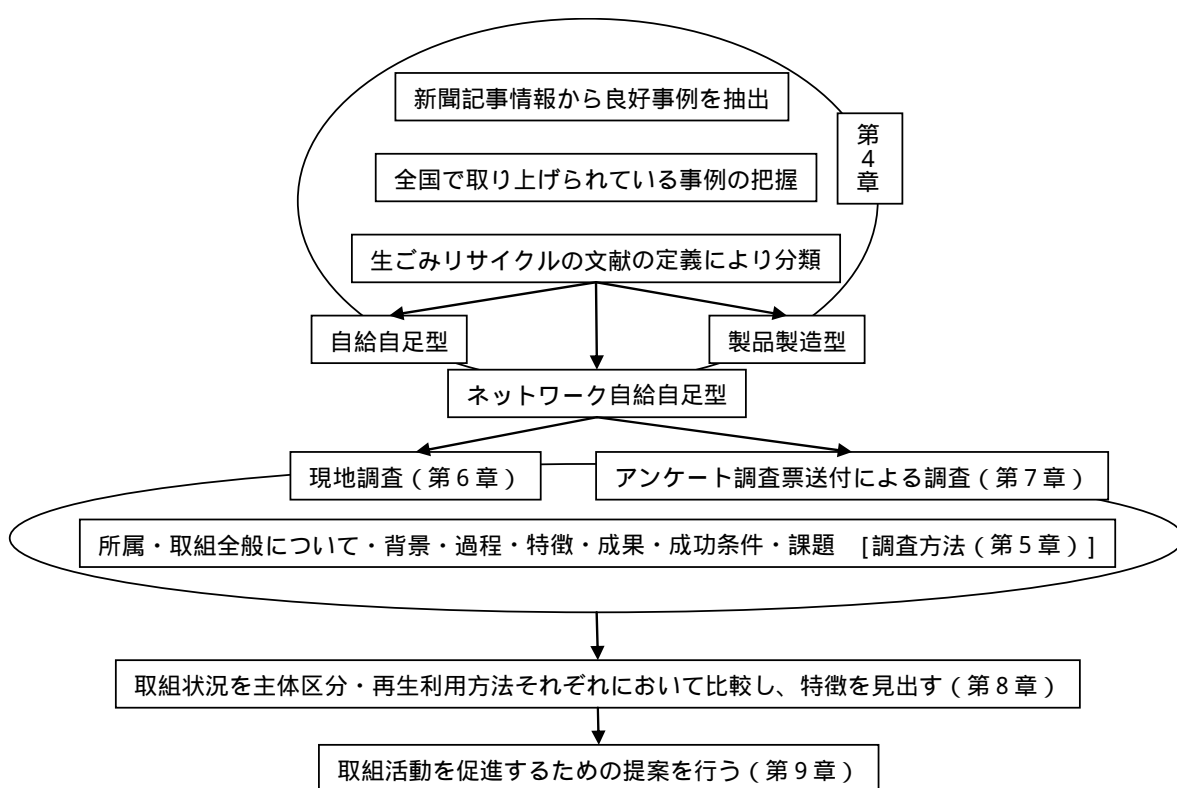 新聞記事情報から良好事例を抽出
第4章
全国で取り上げられている事例の把握
生ごみリサイクルの文献の定義により分類
自給自足型
製品製造型
ネットワーク自給自足型
現地調査（第６章）
アンケート調査票送付による調査（第７章）
所属・取組全般について・背景・過程・特徴・成果・成功条件・課題　[調査方法（第５章）]
取組状況を主体区分・再生利用方法それぞれにおいて比較し、特徴を見出す（第８章）
取組活動を促進するための提案を行う（第９章）